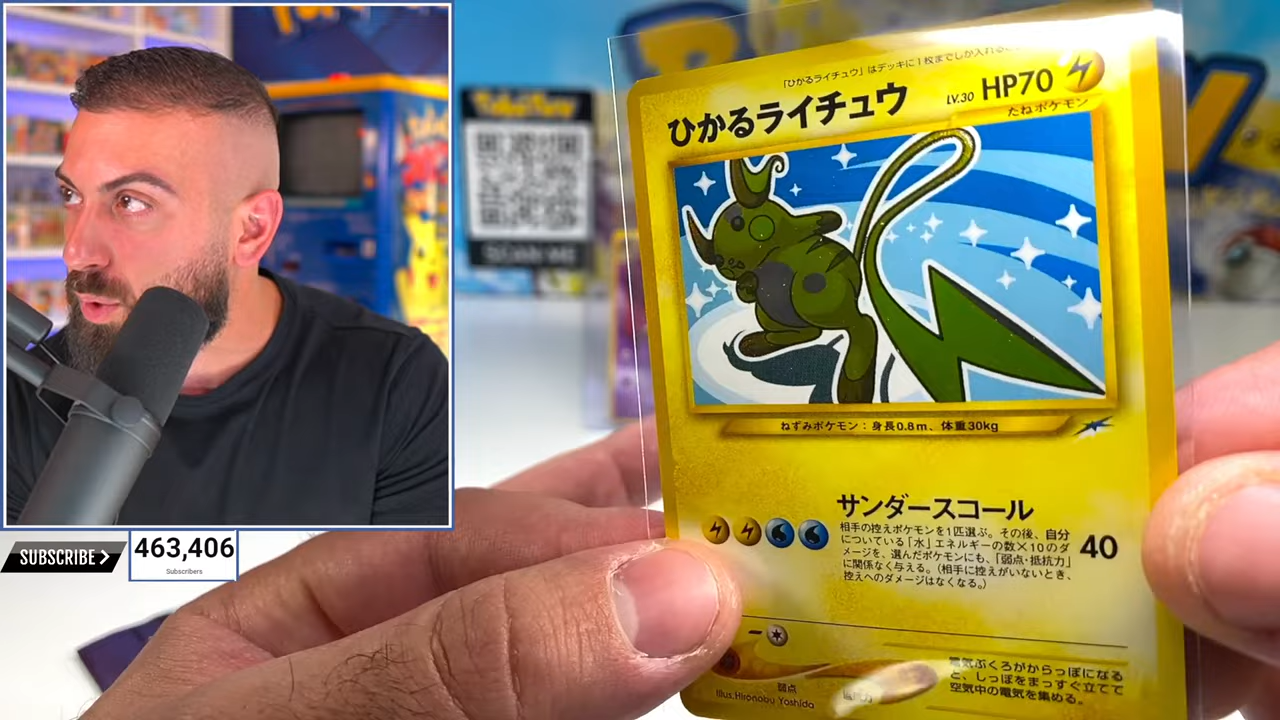 SUBSCRIBE >
463,406
Subscribers
SCAN ME
「ひかるライチュウ」はデッキに1枚までしか入れる
ひかるライチュウ
LV.30 HP70
たねポケモン
ねずみポケモン：身長0.8m、体重30kg
サンダースコール
相手の控えポケモンを1匹選ぶ。その後、自分
についている「水」エネルギーの数×10のダ
メージを、選んだポケモンにも、「弱点・抵抗力」
に関係なく与える。（相手に控えがいないとき、
控えへのダメージはなくなる。）
40
弱点
抵抗力
電気ぶくろがからっぽになる
と、しっぽをまっすぐ立てて
空気中の電気を集める。
Illus.Hironobu Yoshida